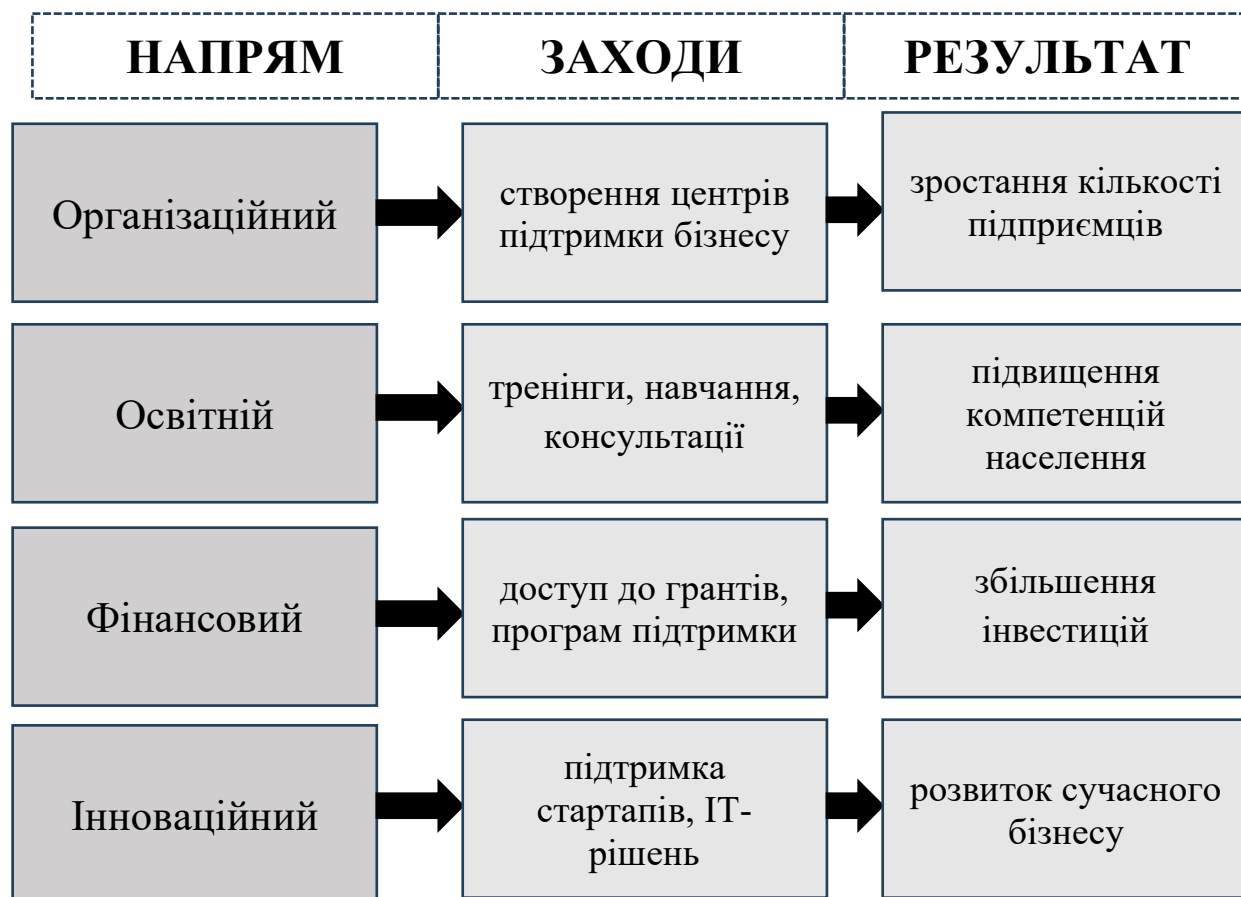 НАПРЯМ ЗАХОДИ РЕЗУЛЬТАТ
Організаційний
створення центрів
підтримки бізнесу
зростання кількості
підприємців
Освітній
тренінги, навчання,
консультації
підвищення
компетенцій
населення
Фінансовий
доступ до грантів,
програм підтримки
збільшення
інвестицій
Інноваційний
підтримка
стартапів, ІТ-
рішень
розвиток сучасного
бізнесу